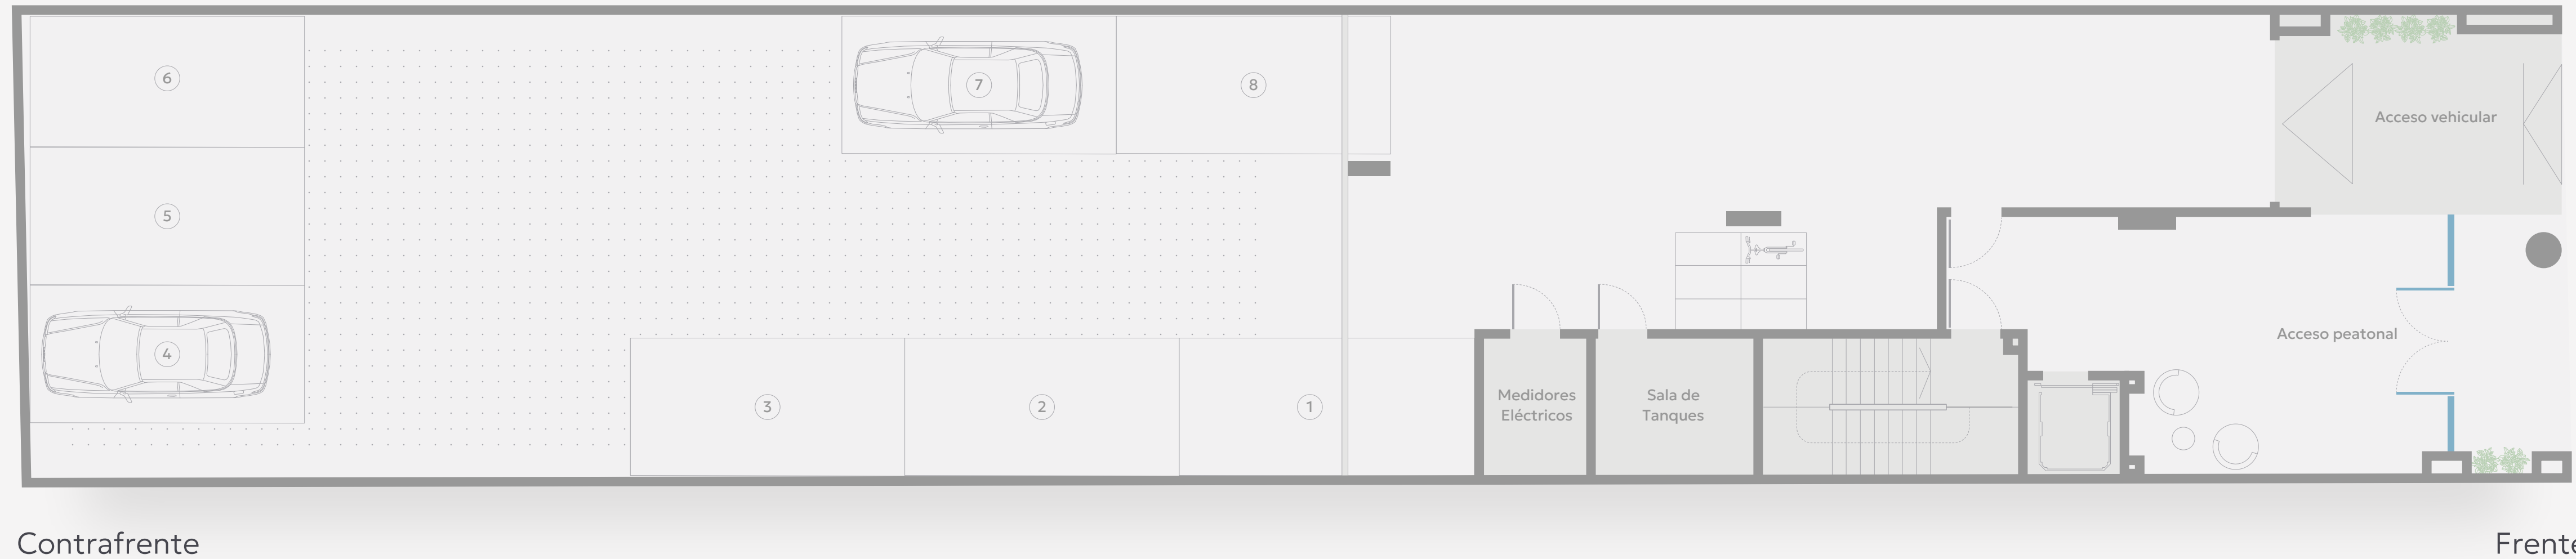 6
7
8
Acceso vehicular
5
Acceso peatonal
4
3
2
1
Medidores
Eléctricos
Sala de
Tanques
Contrafrente
Frente